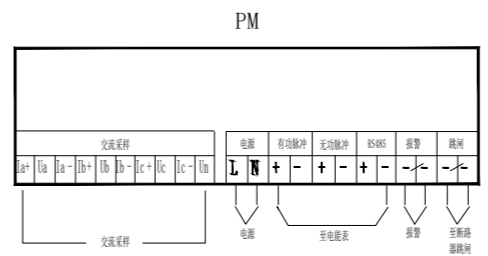 PM
交流采样 电源 有功脉冲 无功脉冲 RS485 报警 跳闸
Ia+ Ua Ia- Ib+ Ub Ib- Ic+ Uc Ic- Un L N + - + - + -
交流采样 电源 至电能表 报警 至断路
器跳闸